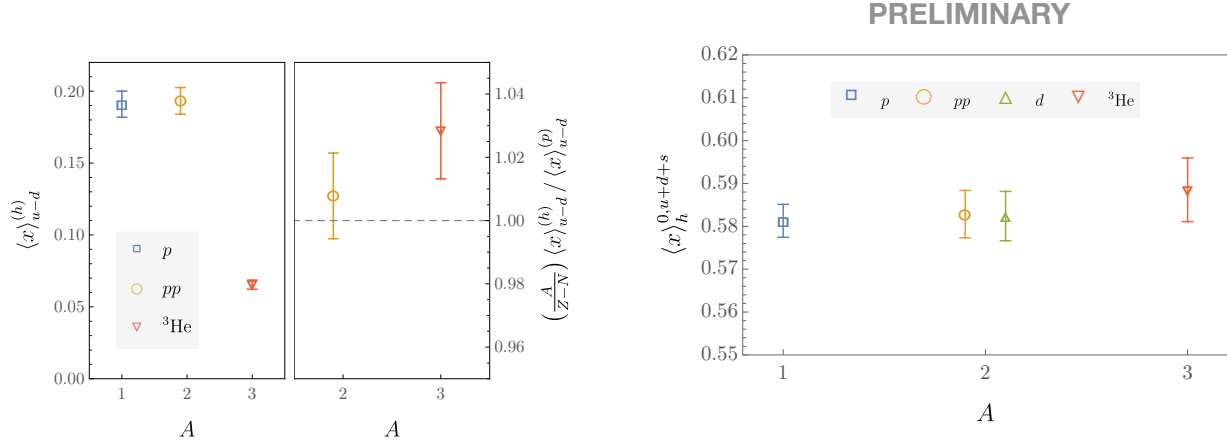 PRELIMINARY
⟨x⟩_{u−d}^{(h)}
0.20
0.15
0.10
0.05
0.00
p
pp
³He
1
2
3
A
2
3
A
1.04
1.02
1.00
0.98
0.96
(A/(Z−N)) ⟨x⟩_{u−d}^{(h)} / ⟨x⟩_{u−d}^{(p)}
⟨x⟩_h^{0,u+d+s}
0.62
0.61
0.60
0.59
0.58
0.57
0.56
0.55
p pp d ³He
1
2
3
A